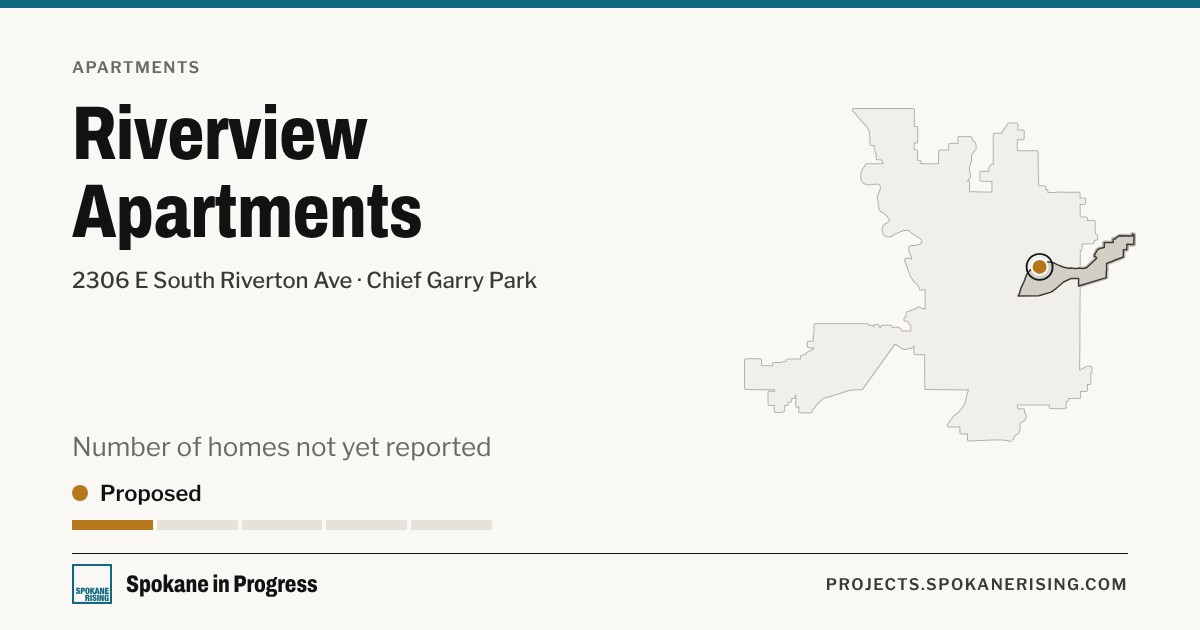 APARTMENTS
Riverview
Apartments
2306 E South Riverton Ave · Chief Garry Park
Number of homes not yet reported
Proposed
SPOKANE
RISING
Spokane in Progress
PROJECTS.SPOKANERISING.COM